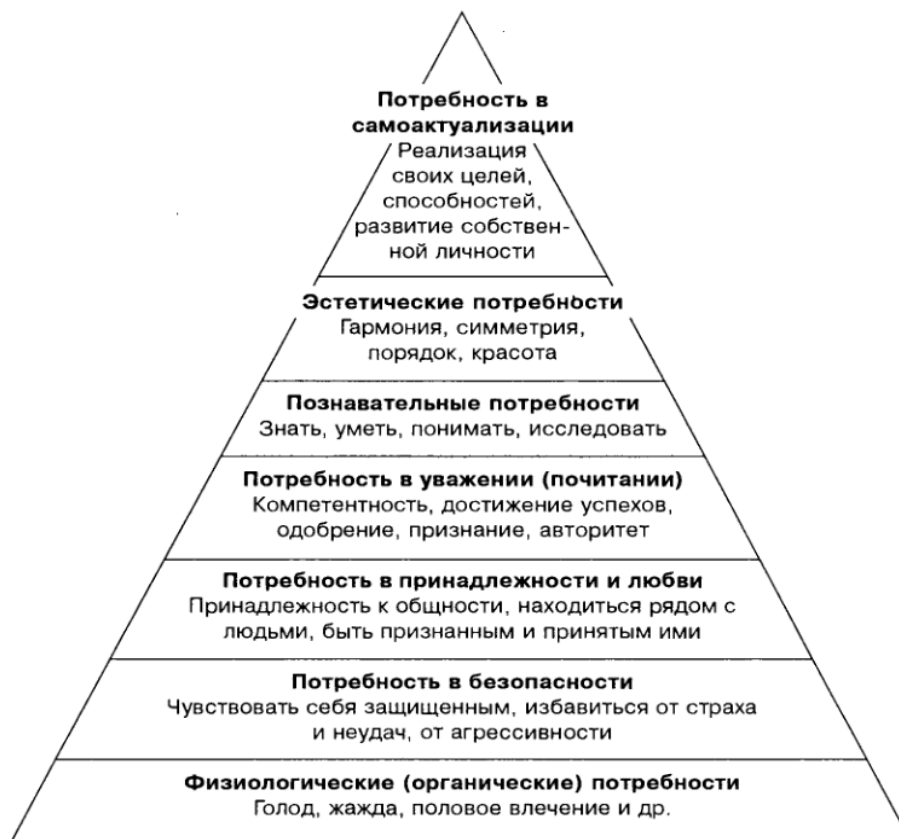 Потребность в
самоактуализации
Реализация
своих целей,
способностей,
развитие собствен-
ной личности
Эстетические потребности
Гармония, симметрия,
порядок, красота
Познавательные потребности
Знать, уметь, понимать, исследовать
Потребность в уважении (почитании)
Компетентность, достижение успехов,
одобрение, признание, авторитет
Потребность в принадлежности и любви
Принадлежность к общности, находиться рядом с
людьми, быть признанным и принятым ими
Потребность в безопасности
Чувствовать себя защищенным, избавиться от страха
и неудач, от агрессивности
Физиологические (органические) потребности
Голод, жажда, половое влечение и др.